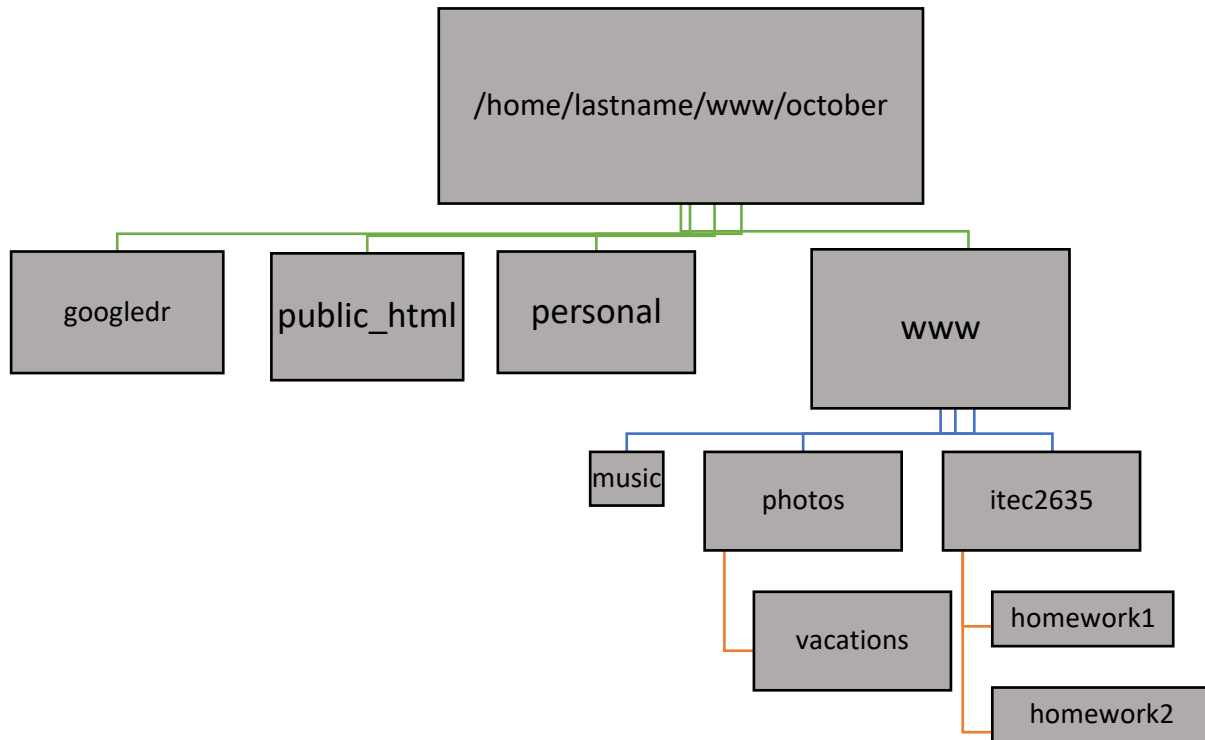 /home/lastname/www/october
googledr
public_html
personal
www
music
photos
itec2635
vacations
homework1
homework2